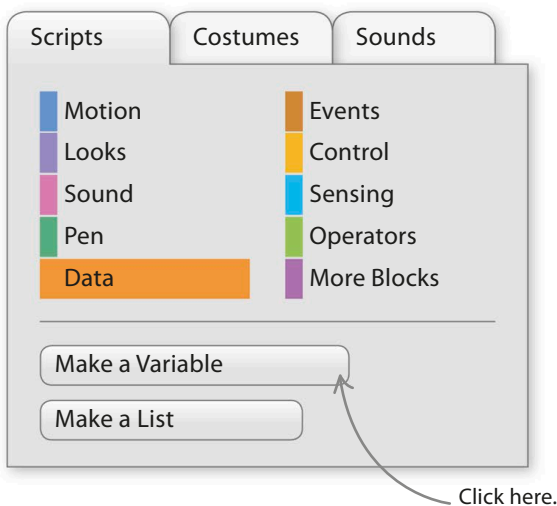 Scripts Costumes Sounds
Motion Events
Looks Control
Sound Sensing
Pen Operators
Data More Blocks
Make a Variable
Make a List
Click here.